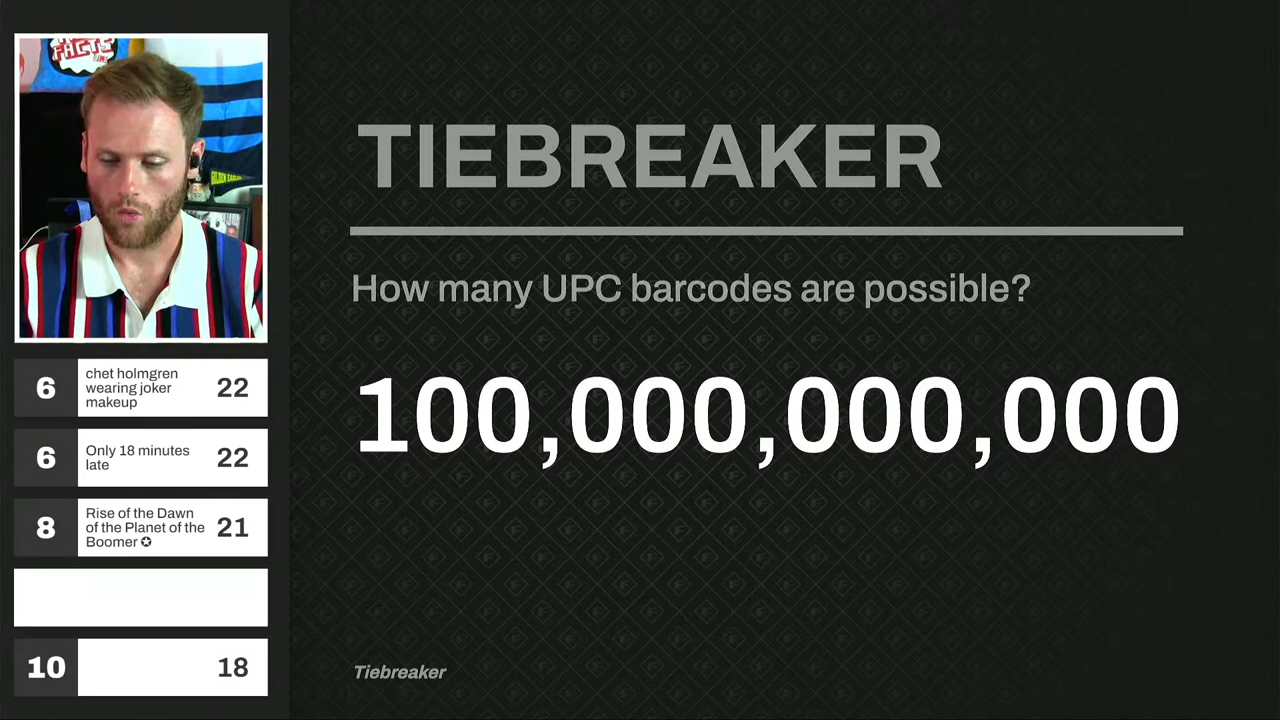 FACTS
TIEBREAKER
How many UPC barcodes are possible?
100,000,000,000
6
chet holmgren
wearing joker
makeup
22
6
Only 18 minutes
late
22
8
Rise of the Dawn
of the Planet of the
Boomer ✪
21
10
18
Tiebreaker